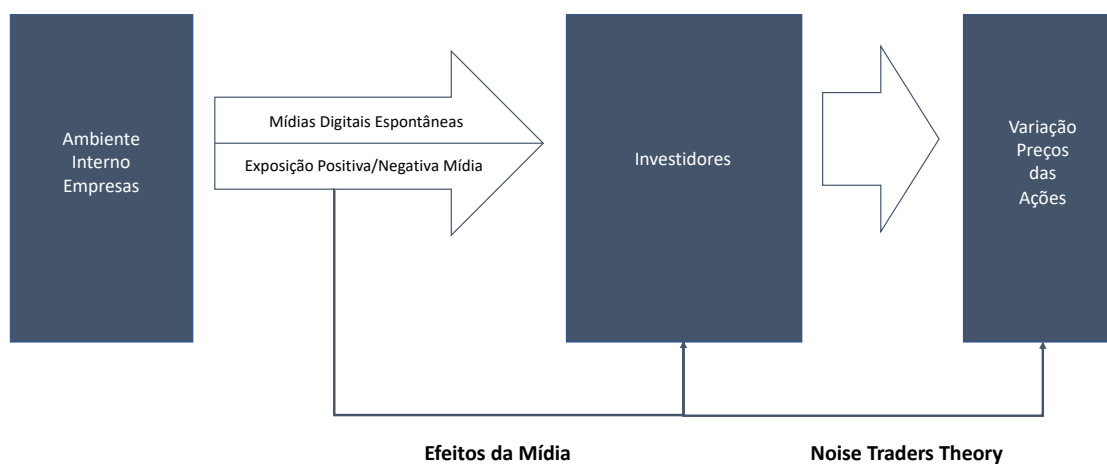 Ambiente
Interno
Empresas
Mídias Digitais Espontâneas
Exposição Positiva/Negativa Mídia
Investidores
Variação
Preços
das
Ações
Efeitos da Mídia
Noise Traders Theory